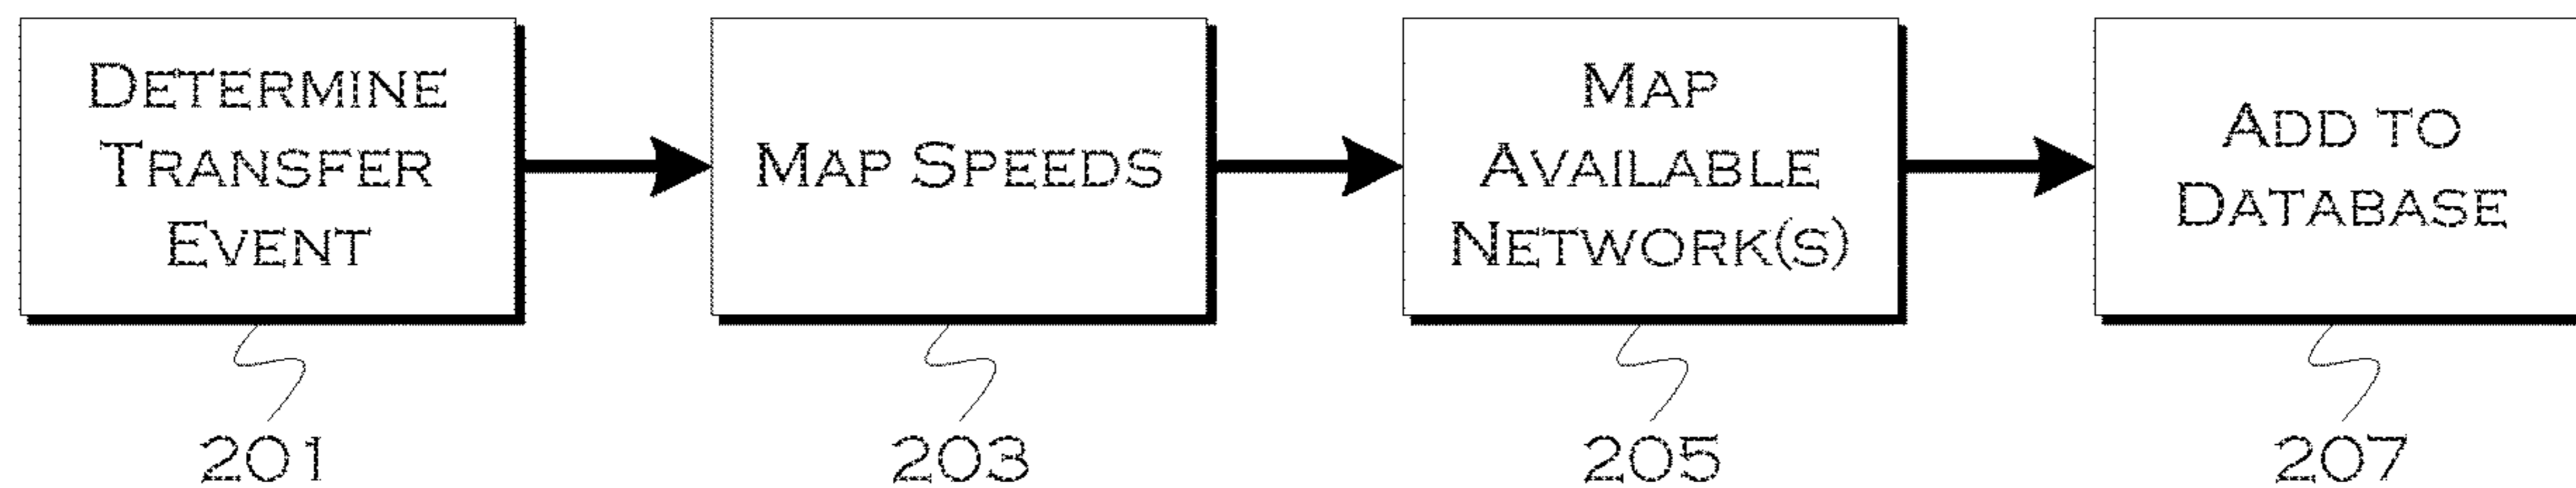 DETERMINE
TRANSFER
EVENT
201
MAP SPEEDS
203
MAP
AVAILABLE
NETWORK(S)
205
ADD TO
DATABASE
207